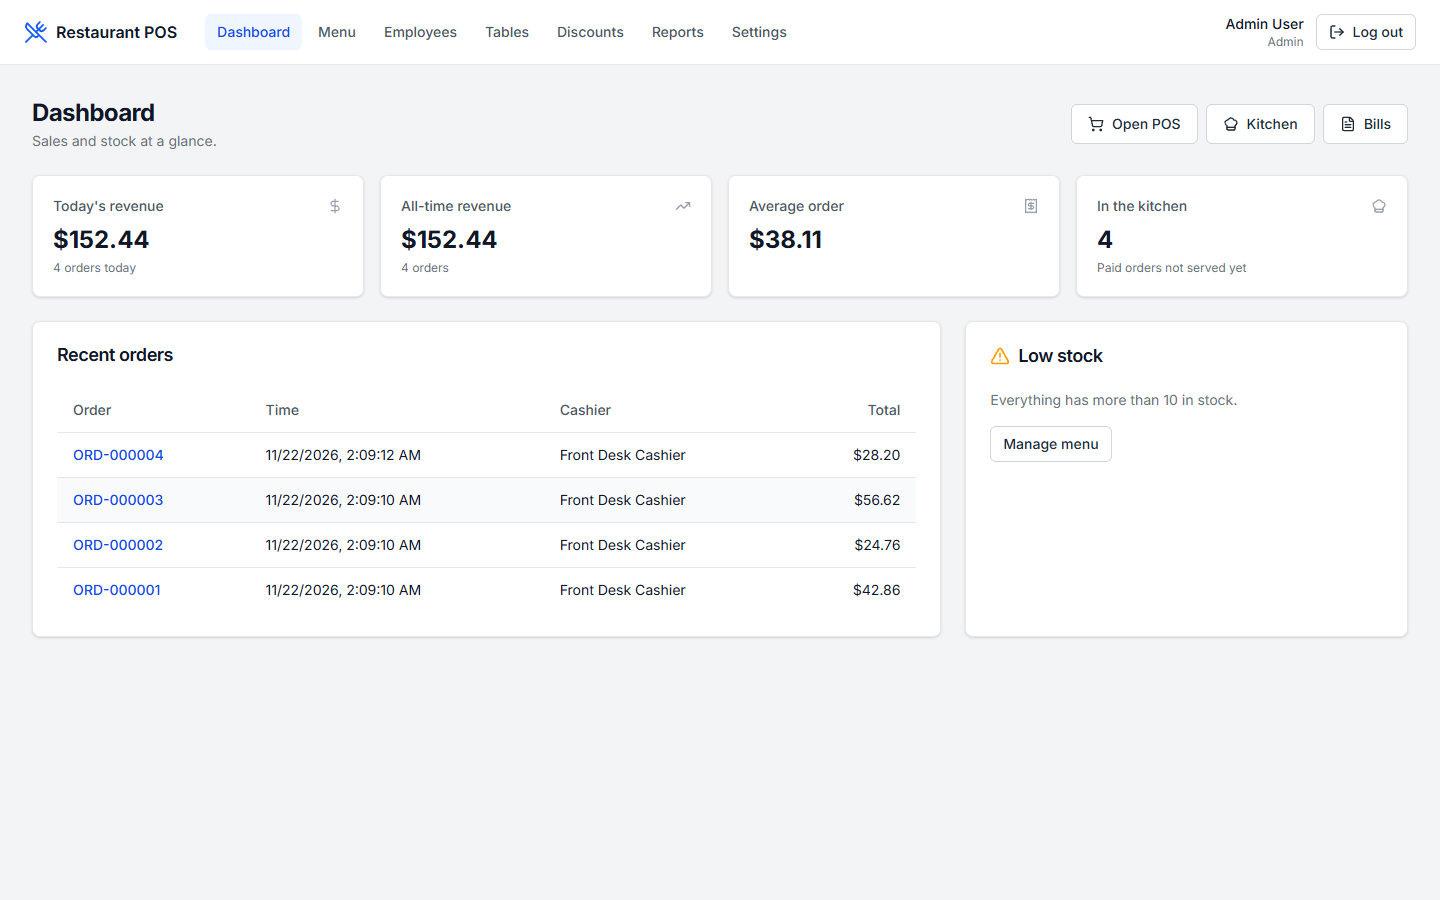 Restaurant POS
Dashboard
Menu
Employees
Tables
Discounts
Reports
Settings
Admin User
Admin
Log out
Dashboard
Sales and stock at a glance.
Open POS
Kitchen
Bills
Today's revenue
$152.44
4 orders today
All-time revenue
$152.44
4 orders
Average order
$38.11
In the kitchen
4
Paid orders not served yet
Recent orders
Order Time Cashier Total
ORD-000004 11/22/2026, 2:09:12 AM Front Desk Cashier $28.20
ORD-000003 11/22/2026, 2:09:10 AM Front Desk Cashier $56.62
ORD-000002 11/22/2026, 2:09:10 AM Front Desk Cashier $24.76
ORD-000001 11/22/2026, 2:09:10 AM Front Desk Cashier $42.86
Low stock
Everything has more than 10 in stock.
Manage menu